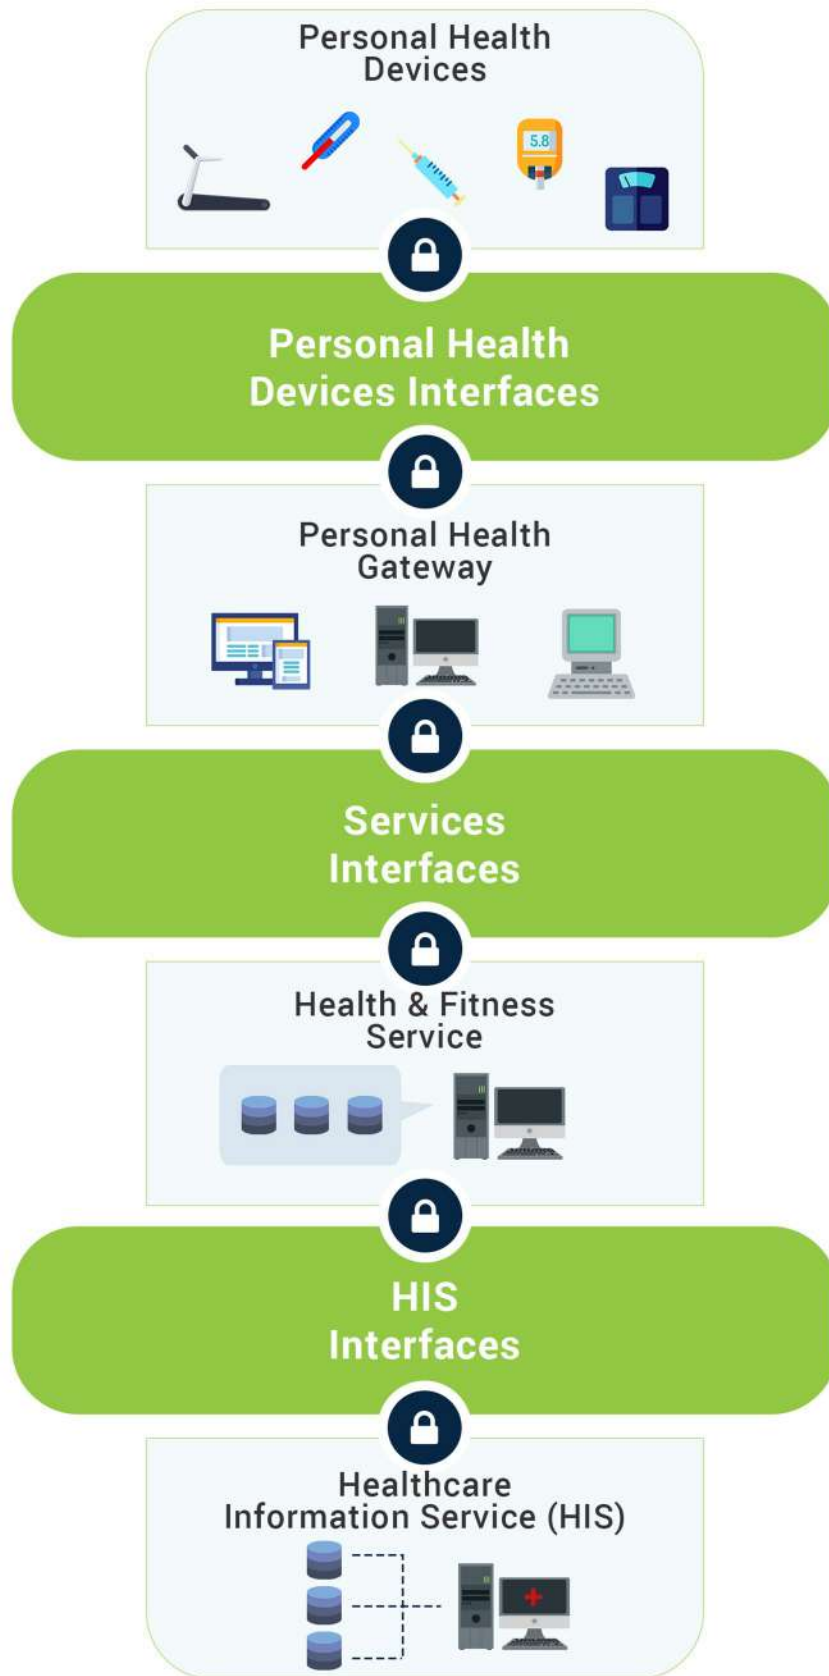 Personal Health
Devices
5.8
Personal Health
Devices Interfaces
Personal Health
Gateway
Services
Interfaces
Health & Fitness
Service
HIS
Interfaces
Healthcare
Information Service (HIS)